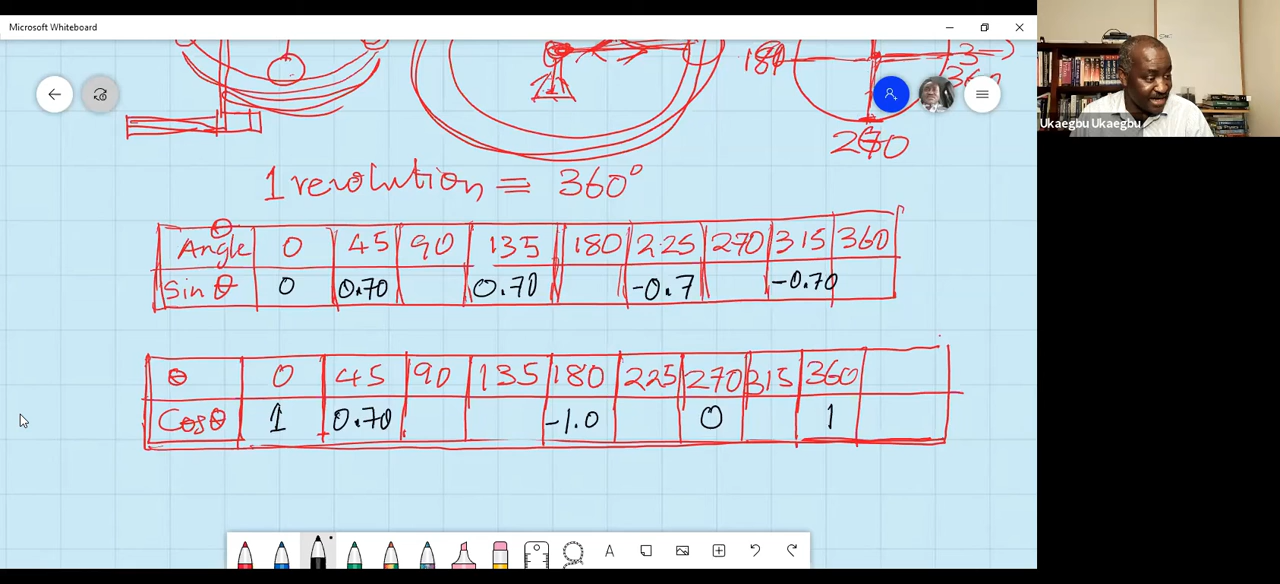 Microsoft Whiteboard
180
270
Ukaegbu Ukaegbu
1 revolution = 360°
Angle θ 0 45 90 135 180 225 270 315 360
Sin θ 0 0.70 0.70 -0.7 -0.70
θ 0 45 90 135 180 225 270 315 360
Cosθ 1 0.70 -1.0 0 1
A